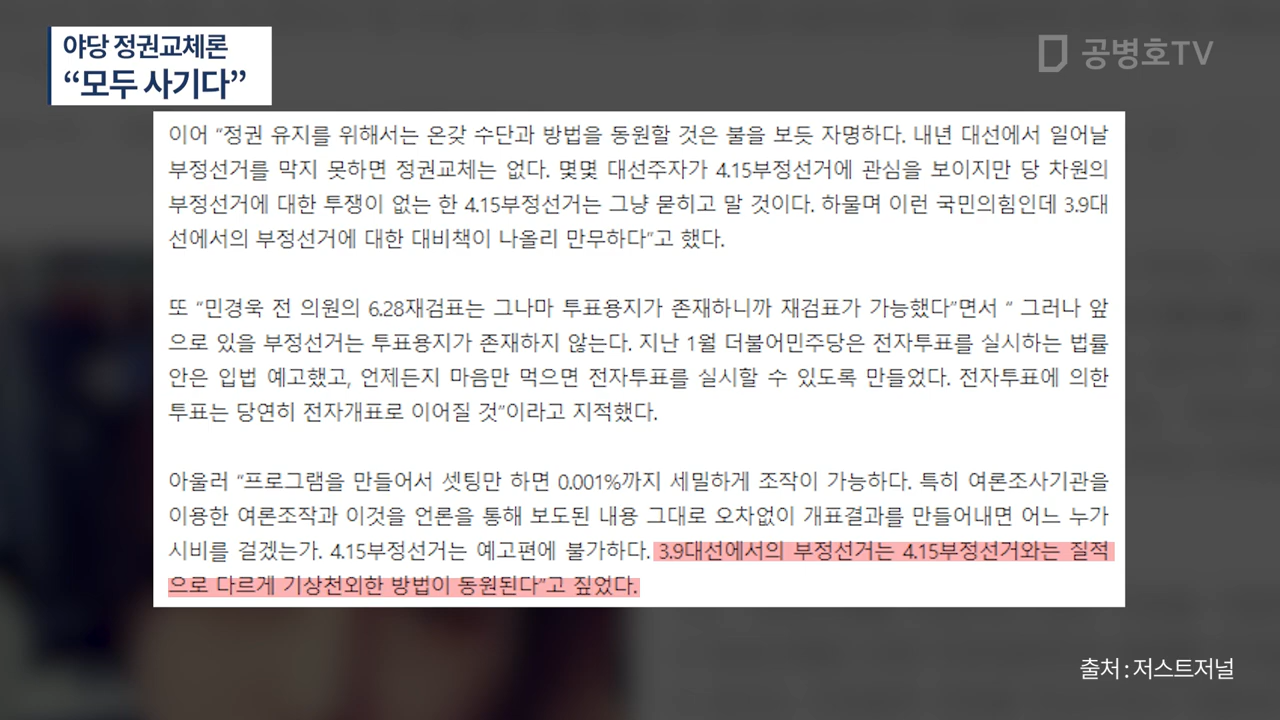 야당 정권교체론
“모두 사기다”
공병호TV
이어 “정권 유지를 위해서는 온갖 수단과 방법을 동원할 것은 불을 보듯 자명하다. 내년 대선에서 일어날
부정선거를 막지 못하면 정권교체는 없다. 몇몇 대선주자가 4.15부정선거에 관심을 보이지만 당 차원의
부정선거에 대한 투쟁이 없는 한 4.15부정선거는 그냥 묻히고 말 것이다. 하물며 이런 국민의힘인데 3.9대
선에서의 부정선거에 대한 대비책이 나올리 만무하다”고 했다.
또 “민경욱 전 의원의 6.28재검표는 그나마 투표용지가 존재하니까 재검표가 가능했다”면서 “ 그러나 앞
으로 있을 부정선거는 투표용지가 존재하지 않는다. 지난 1월 더불어민주당은 전자투표를 실시하는 법률
안은 입법 예고했고, 언제든지 마음만 먹으면 전자투표를 실시할 수 있도록 만들었다. 전자투표에 의한
투표는 당연히 전자개표로 이어질 것”이라고 지적했다.
아울러 “프로그램을 만들어서 셋팅만 하면 0.001%까지 세밀하게 조작이 가능하다. 특히 여론조사기관을
이용한 여론조작과 이것을 언론을 통해 보도된 내용 그대로 오차없이 개표결과를 만들어내면 어느 누가
시비를 걸겠는가. 4.15부정선거는 예고편에 불가하다. 3.9대선에서의 부정선거는 4.15부정선거와는 질적
으로 다르게 기상천외한 방법이 동원된다”고 짚었다.
출처 : 저스트저널